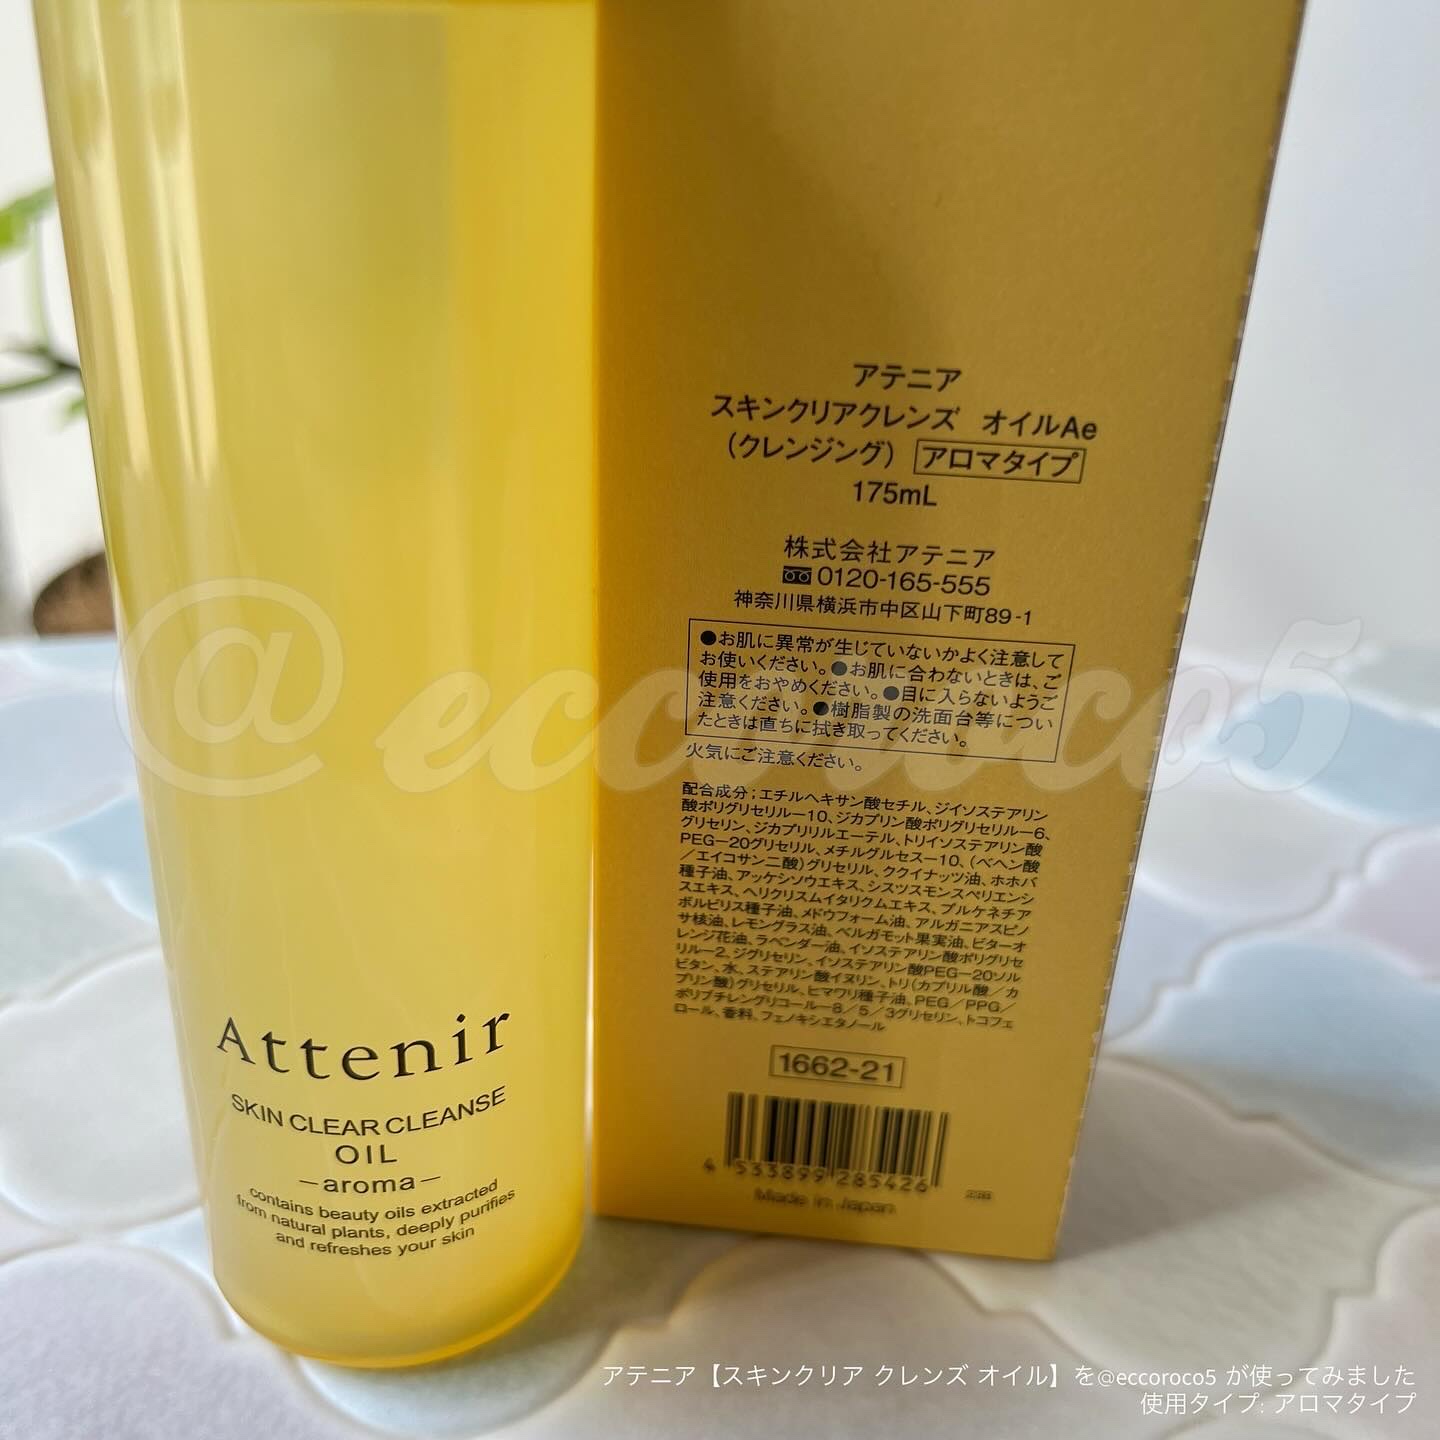 Attenir
SKIN CLEAR CLEANSE
OIL
—aroma—
contains beauty oils extracted
from natural plants, deeply purifies
and refreshes your skin
アテニア
スキンクリアクレンズ オイルAe
(クレンジング) アロマタイプ
175mL
株式会社アテニア
0120-165-555
神奈川県横浜市中区山下町89-1
●お肌に異常が生じていないかよく注意して
お使いください。●お肌に合わないときは、ご
使用をおやめください。●目に入らないようご
注意ください。●樹脂製の洗面台等につい
たときは直ちに拭き取ってください。
火気にご注意ください。
配合成分;エチルヘキサン酸セチル、ジイソステアリン
酸ポリグリセリルー10、ジカプリン酸ポリグリセリルー6、
グリセリン、ジカプリリルエーテル、トリイソステアリン酸
PEGー20グリセリル、メチルグルセスー10、(ベヘン酸
/エイコサン二酸)グリセリル、ククイナッツ油、ホホバ
種子油、アッケシソウエキス、シスツスモンスペリエンシ
スエキス、ヘリクリスムイタリクムエキス、プルケネチア
ボルビリス種子油、メドウフォーム油、アルガニアスピノ
サ核油、レモングラス油、ベルガモット果実油、ビターオ
レンジ花油、ラベンダー油、イソステアリン酸ポリグリセ
リルー2、ジグリセリン、イソステアリン酸PEGー20ソル
ビタン、水、ステアリン酸イヌリン、トリ(カプリル酸/カ
プリン酸)グリセリル、ヒマワリ種子油、PEG/PPG/
ポリブチレングリコールー8/5/3グリセリン、トコフェ
ロール、香料、フェノキシエタノール
1662-21
4 533899 285426
Made in Japan
@eccoroco5
アテニア【スキンクリア クレンズ オイル】を@eccoroco5 が使ってみました
使用タイプ: アロマタイプ